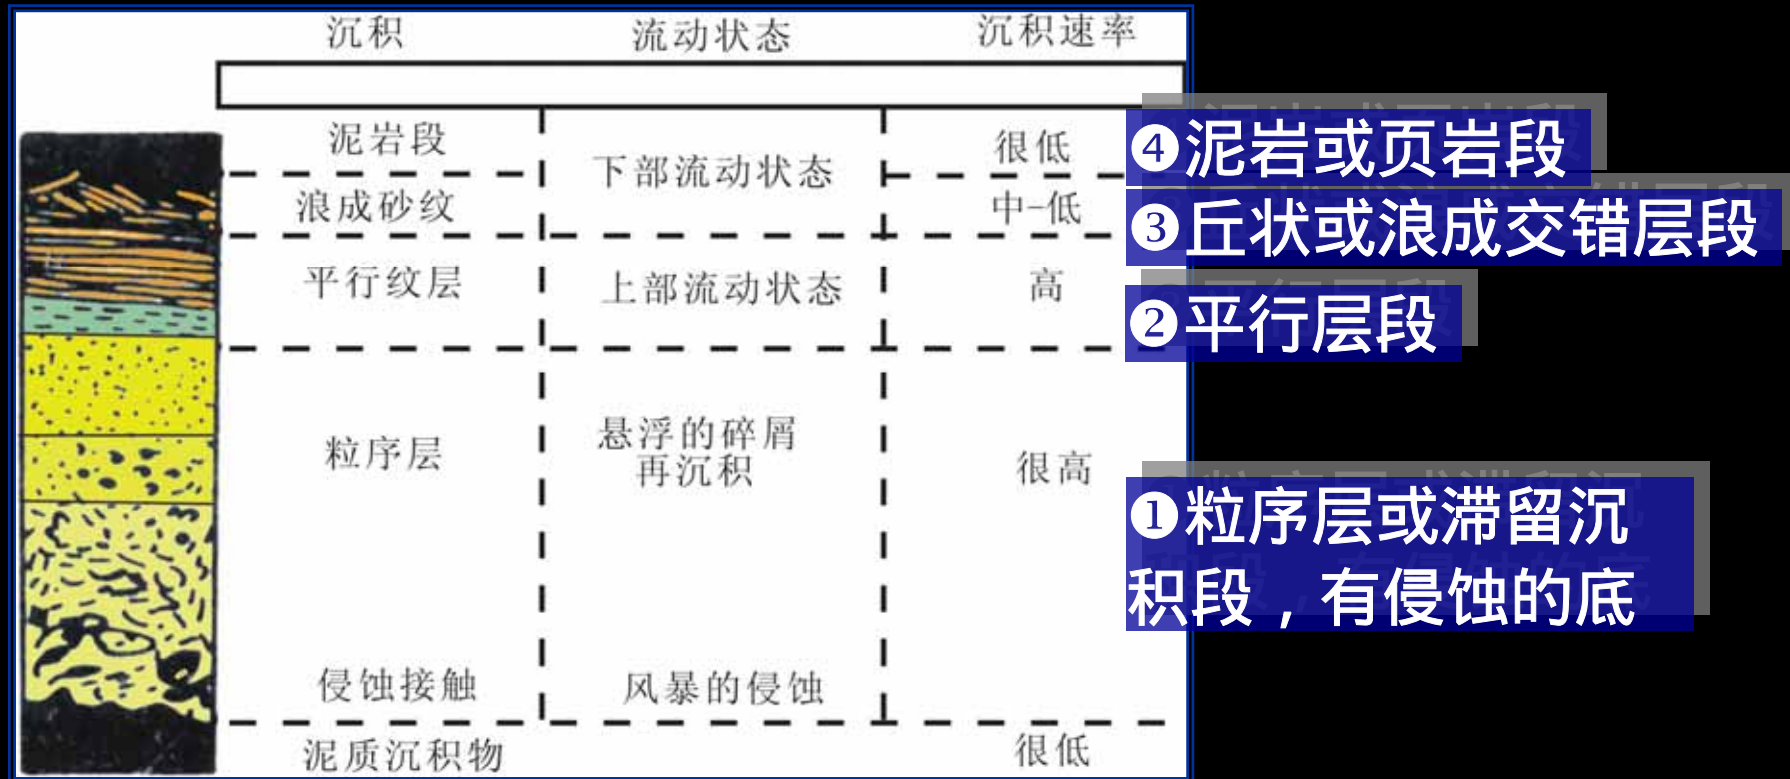 沉积 流动状态 沉积速率
泥岩段 下部流动状态 很低
浪成砂纹 中-低
平行纹层 上部流动状态 高
粒序层 悬浮的碎屑 很高
再沉积
侵蚀接触 风暴的侵蚀
泥质沉积物 很低
❹泥岩或页岩段
❸丘状或浪成交错层段
❷平行层段
❶粒序层或滞留沉
积段，有侵蚀的底